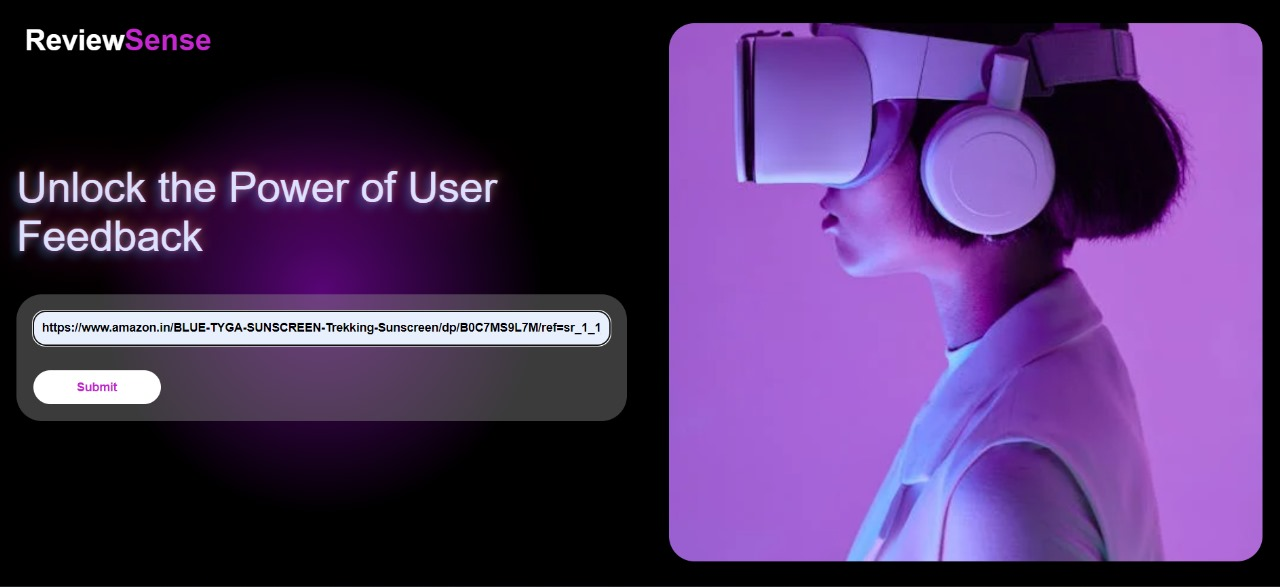 ReviewSense
Unlock the Power of User
Feedback
https://www.amazon.in/BLUE-TYGA-SUNSCREEN-Trekking-Sunscreen/dp/B0C7MS9L7M/ref=sr_1_1
Submit